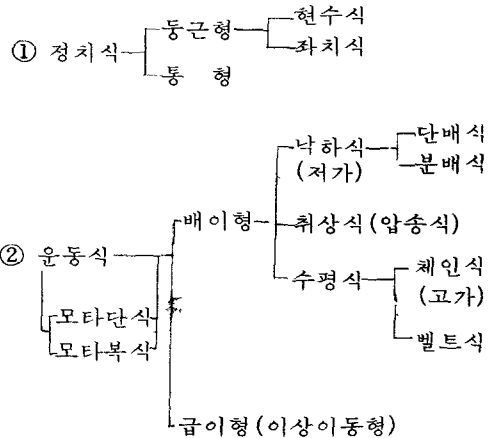 현수식
둥근형
① 정치식
좌치식
통 형
단배식
낙하식
(저가)
분배식
배이형
취상식(압송식)
② 운동식
수평식
체인식
(고가)
모타단식
벨트식
모타복식
급이형(이상이동형)